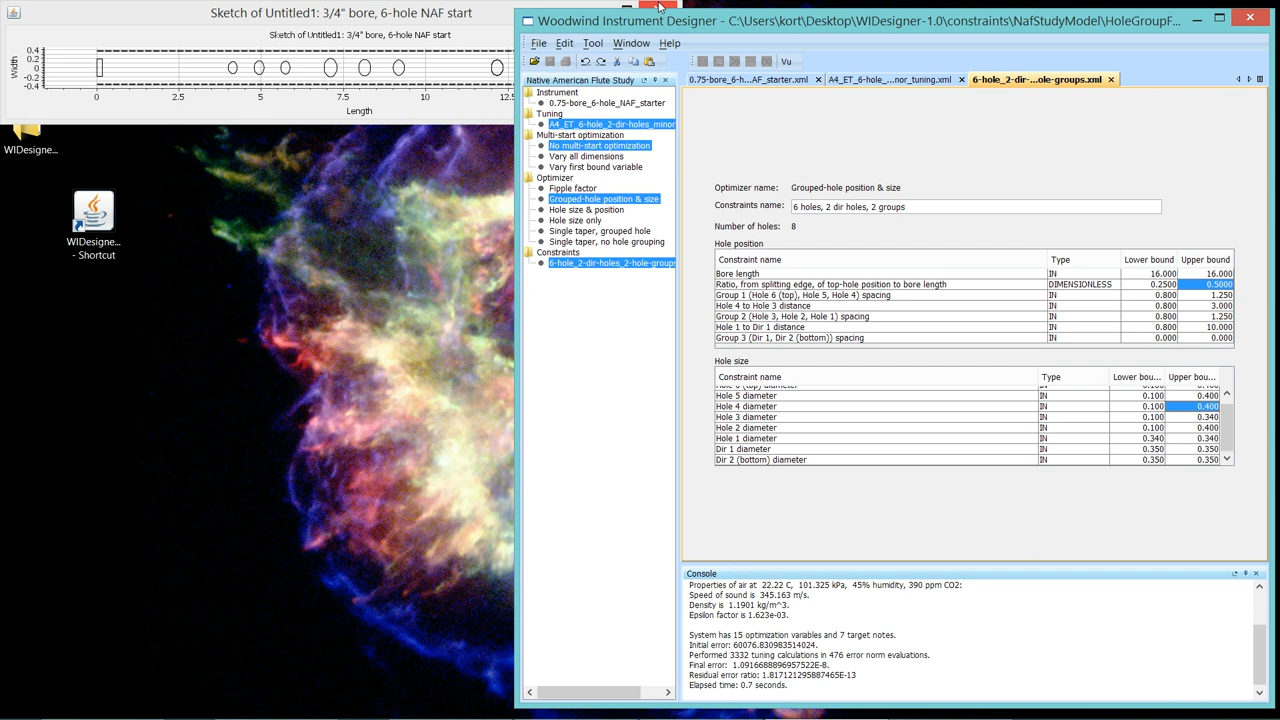 Sketch of Untitled1: 3/4" bore, 6-hole NAF start
Sketch of Untitled1: 3/4" bore, 6-hole NAF start
Width
0.4
0.2
0
-0.2
-0.4
0 2.5 5 7.5 10 12.5
Length
WIDesigne...
WIDesigne... - Shortcut
Woodwind Instrument Designer - C:\Users\kort\Desktop\WIDesigner-1.0\constraints\NafStudyModel\HoleGroupF...
File Edit Tool Window Help
Vu
Native American Flute Study
Instrument
0.75-bore_6-hole_NAF_starter
Tuning
A4_ET_6-hole_2-dir-holes_minor
Multi-start optimization
No multi-start optimization
Vary all dimensions
Vary first bound variable
Optimizer
Fipple factor
Grouped-hole position & size
Hole size & position
Hole size only
Single taper, grouped hole
Single taper, no hole grouping
Constraints
6-hole_2-dir-holes_2-hole-groups
0.75-bore_6-h...AF_starter.xml A4_ET_6-hole_...nor_tuning.xml 6-hole_2-dir-...ole-groups.xml
Optimizer name: Grouped-hole position & size
Constraints name: 6 holes, 2 dir holes, 2 groups
Number of holes: 8
Hole position
Constraint name Type Lower bound Upper bound
Bore length IN 16.000 16.000
Ratio, from splitting edge, of top-hole position to bore length DIMENSIONLESS 0.2500 0.5000
Group 1 (Hole 6 (top), Hole 5, Hole 4) spacing IN 0.800 1.250
Hole 4 to Hole 3 distance IN 0.800 3.000
Group 2 (Hole 3, Hole 2, Hole 1) spacing IN 0.800 1.250
Hole 1 to Dir 1 distance IN 0.800 10.000
Group 3 (Dir 1, Dir 2 (bottom)) spacing IN 0.000 0.000
Hole size
Constraint name Type Lower bou... Upper bou...
Hole 5 diameter IN 0.100 0.400
Hole 4 diameter IN 0.100 0.400
Hole 3 diameter IN 0.100 0.340
Hole 2 diameter IN 0.100 0.400
Hole 1 diameter IN 0.340 0.340
Dir 1 diameter IN 0.350 0.350
Dir 2 (bottom) diameter IN 0.350 0.350
Console
Properties of air at 22.22 C, 101.325 kPa, 45% humidity, 390 ppm CO2:
Speed of sound is 345.163 m/s.
Density is 1.1901 kg/m^3.
Epsilon factor is 1.623e-03.
System has 15 optimization variables and 7 target notes.
Initial error: 60076.830983514024.
Performed 3332 tuning calculations in 476 error norm evaluations.
Final error: 1.0916688896957522E-8.
Residual error ratio: 1.817121295887465E-13
Elapsed time: 0.7 seconds.